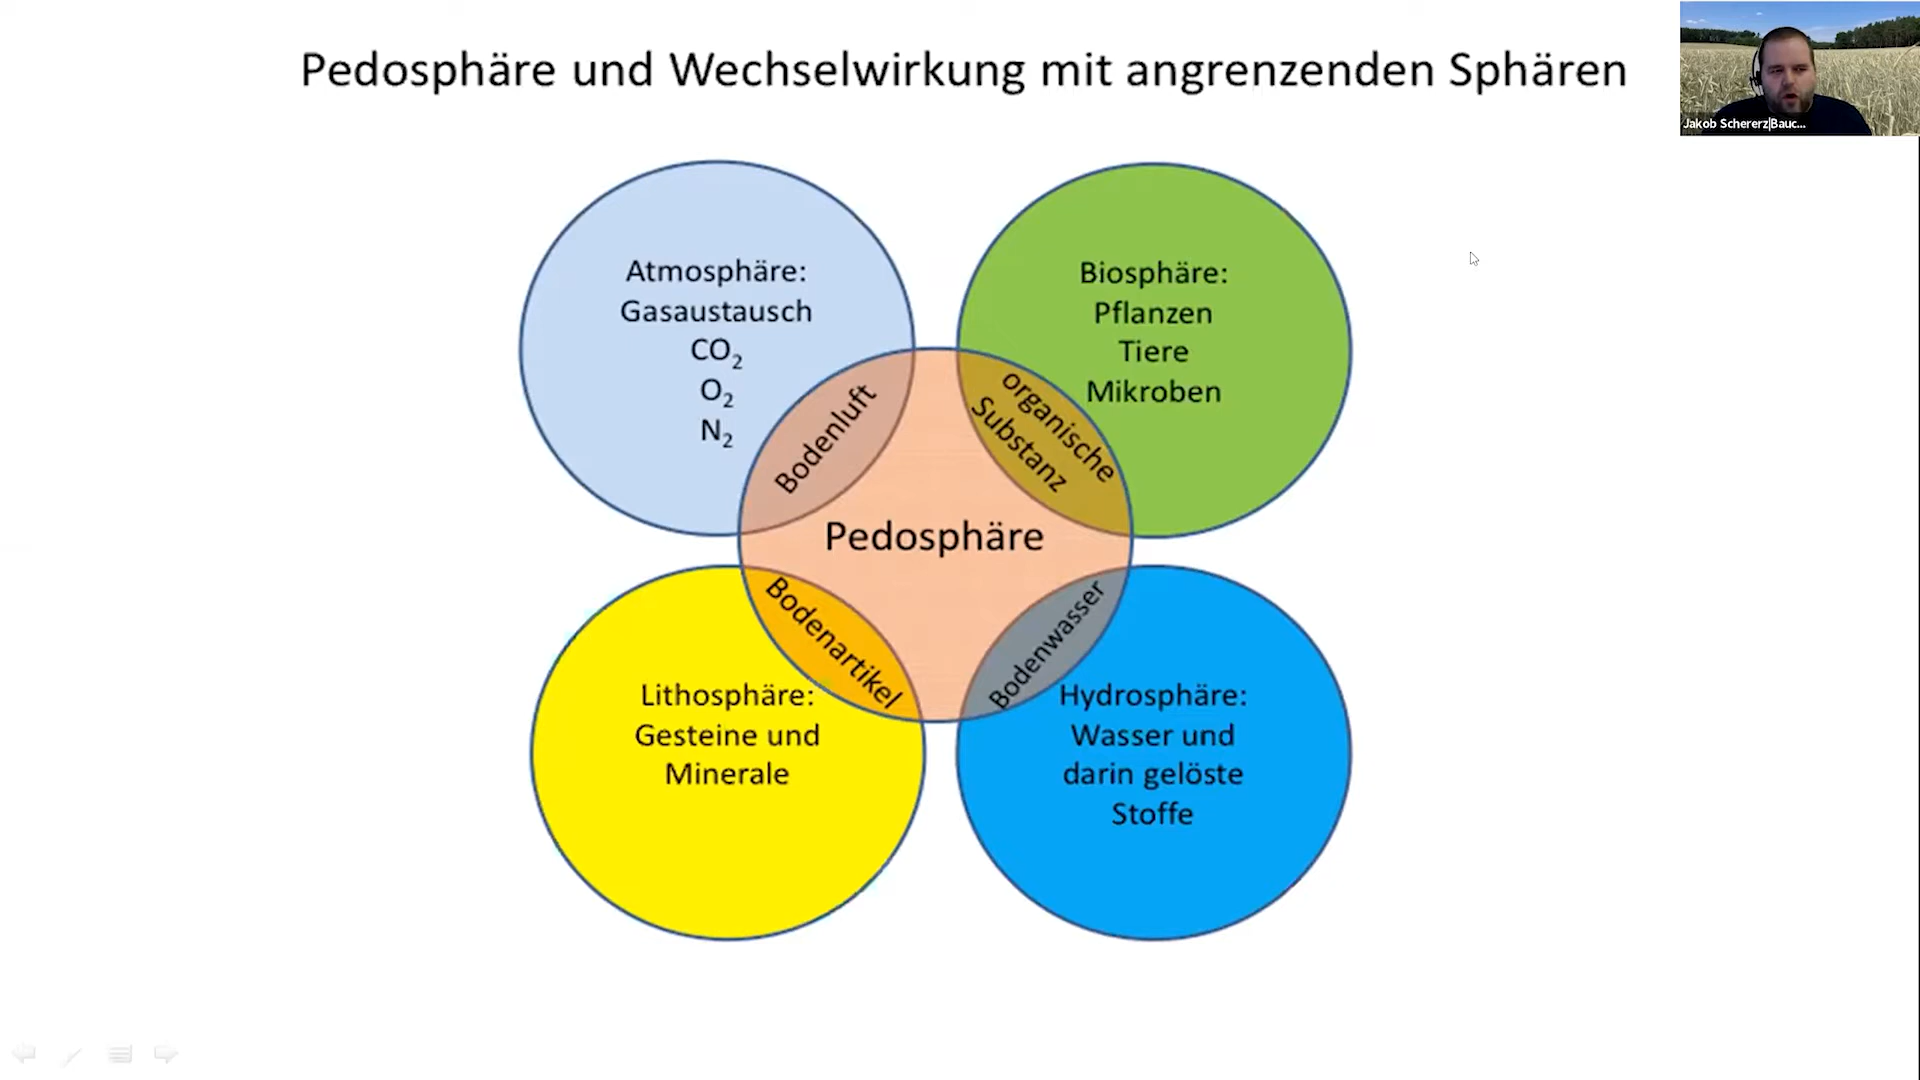 Pedosphäre und Wechselwirkung mit angrenzenden Sphären
Jakob Schererz|Bauc...
Atmosphäre:
Gasaustausch
CO₂
O₂
N₂
Biosphäre:
Pflanzen
Tiere
Mikroben
Bodenluft
organische
Substanz
Pedosphäre
Bodenartikel
Bodenwasser
Lithosphäre:
Gesteine und
Minerale
Hydrosphäre:
Wasser und
darin gelöste
Stoffe